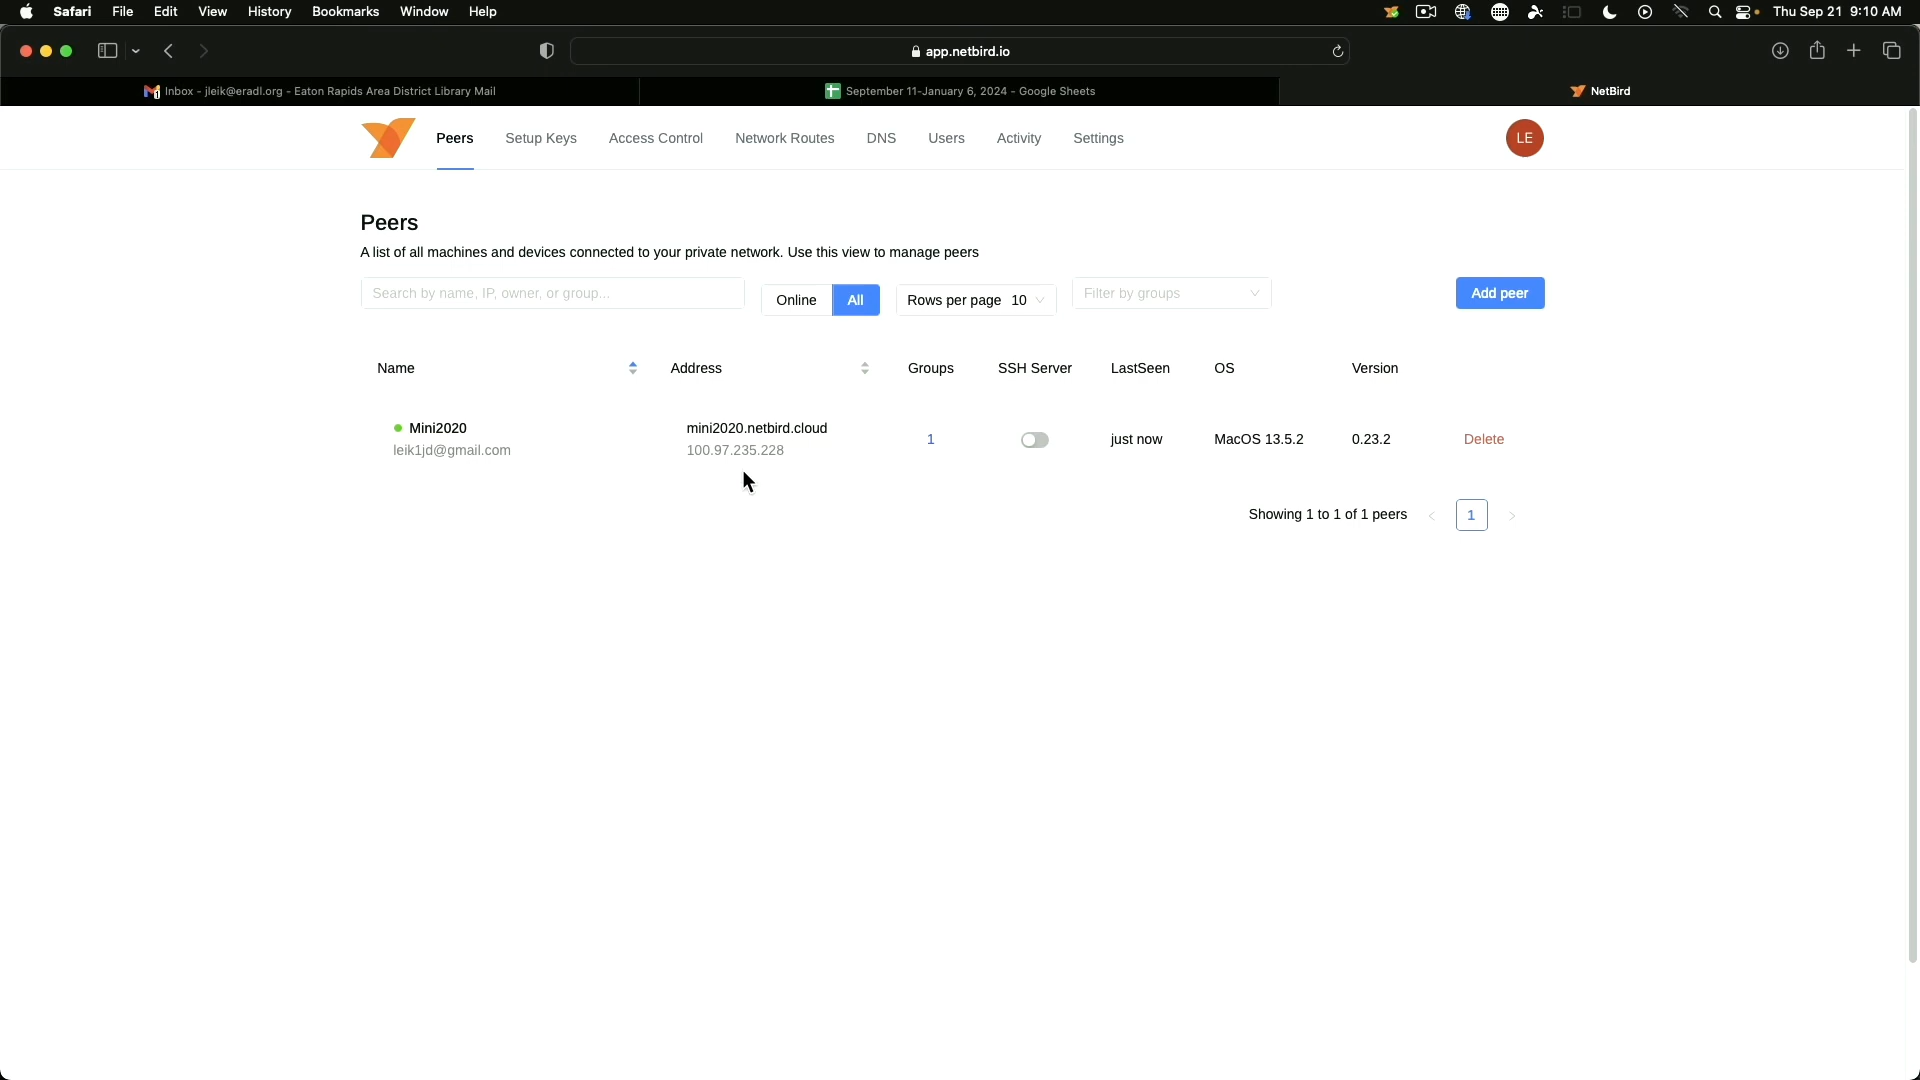 Safari File Edit View History Bookmarks Window Help Thu Sep 21 9:10 AM
app.netbird.io
1 Inbox - jleik@eradl.org - Eaton Rapids Area District Library Mail
September 11-January 6, 2024 - Google Sheets
NetBird
Peers Setup Keys Access Control Network Routes DNS Users Activity Settings LE
Peers
A list of all machines and devices connected to your private network. Use this view to manage peers
Search by name, IP, owner, or group... Online All Rows per page 10 Filter by groups Add peer
Name Address Groups SSH Server LastSeen OS Version
Mini2020 mini2020.netbird.cloud
leik1jd@gmail.com 100.97.235.228
1 just now MacOS 13.5.2 0.23.2 Delete
Showing 1 to 1 of 1 peers < 1 >